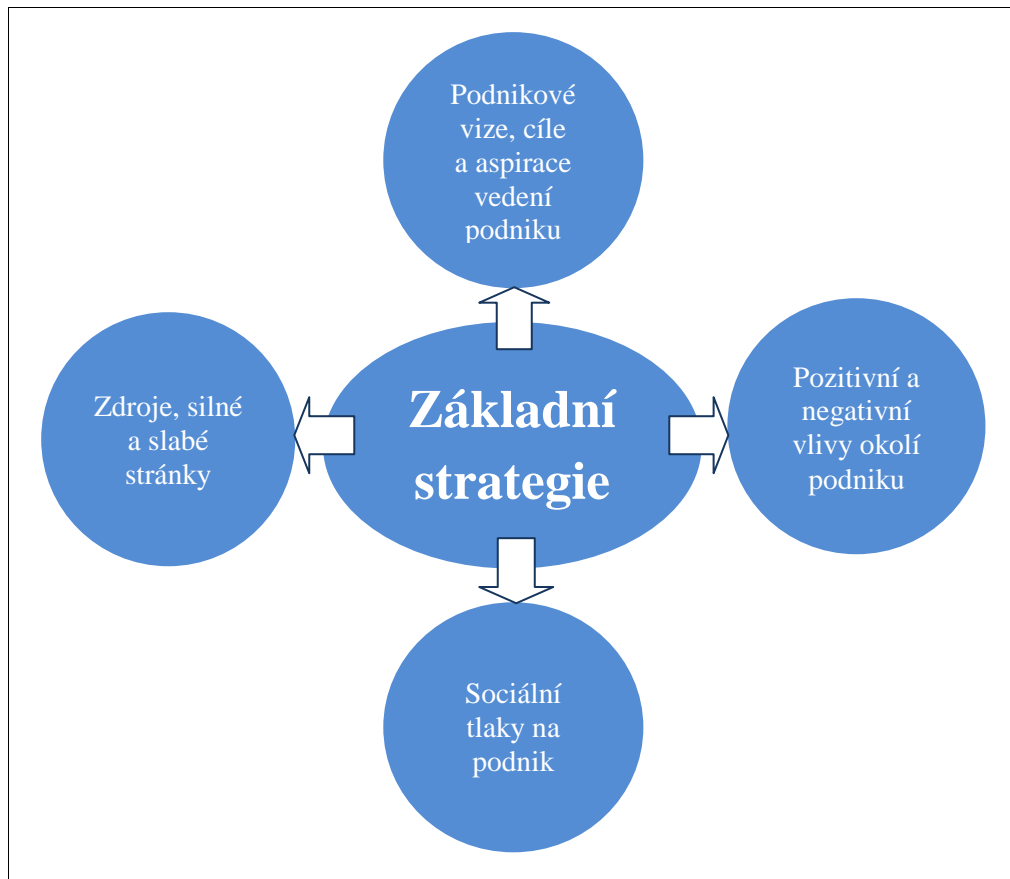 Podnikové
vize, cíle
a aspirace
vedení
podniku
Zdroje, silné
a slabé
stránky
Základní
strategie
Pozitivní a
negativní
vlivy okolí
podniku
Sociální
tlaky na
podnik